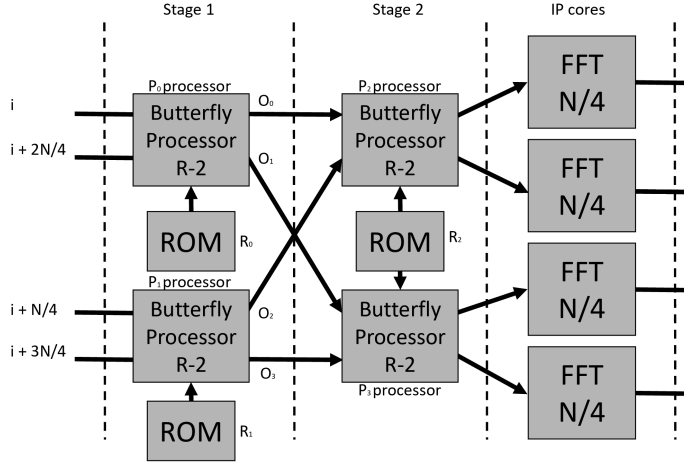 Stage 1
Stage 2
IP cores
i
i + 2N/4
i + N/4
i + 3N/4
P₀ processor
Butterfly
Processor
R-2
O₀
O₁
ROM
R₀
P₁ processor
Butterfly
Processor
R-2
O₂
O₃
ROM
R₁
P₂ processor
Butterfly
Processor
R-2
ROM
R₂
Butterfly
Processor
R-2
P₃ processor
FFT
N/4
FFT
N/4
FFT
N/4
FFT
N/4